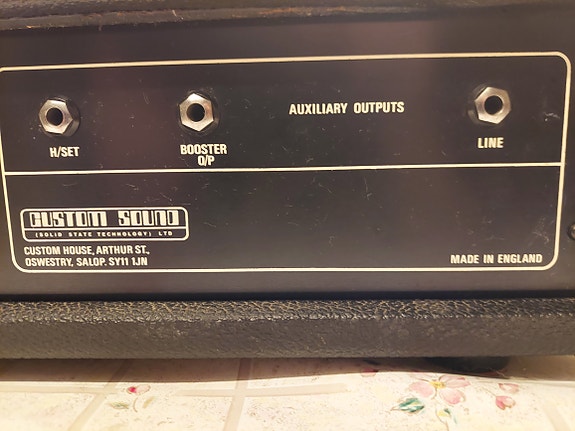 AUXILIARY OUTPUTS
H/SET
BOOSTER
O/P
LINE
CUSTOM SOUND
(SOLID STATE TECHNOLOGY) LTD
CUSTOM HOUSE, ARTHUR ST.,
OSWESTRY, SALOP. SY11 1JN
MADE IN ENGLAND